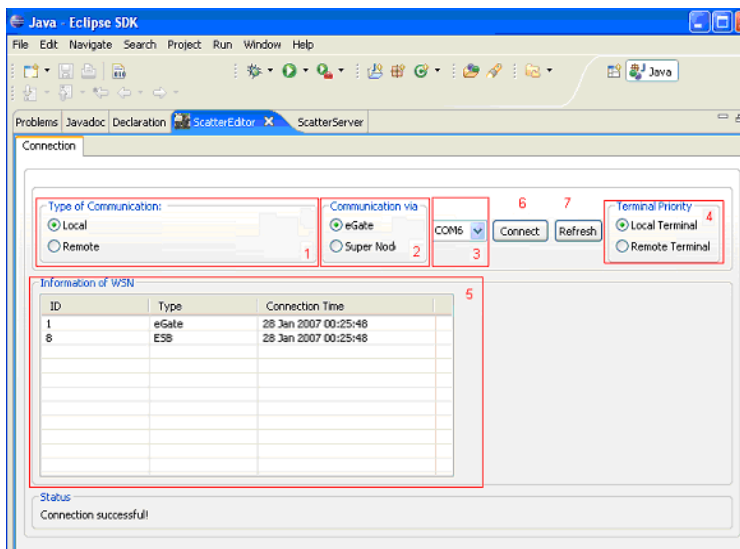 Java - Eclipse SDK
File Edit Navigate Search Project Run Window Help
Java
Problems Javadoc Declaration ScatterEditor X ScatterServer
Connection
Type of Communication:
Local
Remote
1
Communication via
eGate
Super Nod
2
COM6
3
6
Connect
7
Refresh
Terminal Priority
Local Terminal
4
Remote Terminal
Information of WSN
5
ID Type Connection Time
1 eGate 28 Jan 2007 00:25:48
8 ESB 28 Jan 2007 00:25:48
Status
Connection successful!